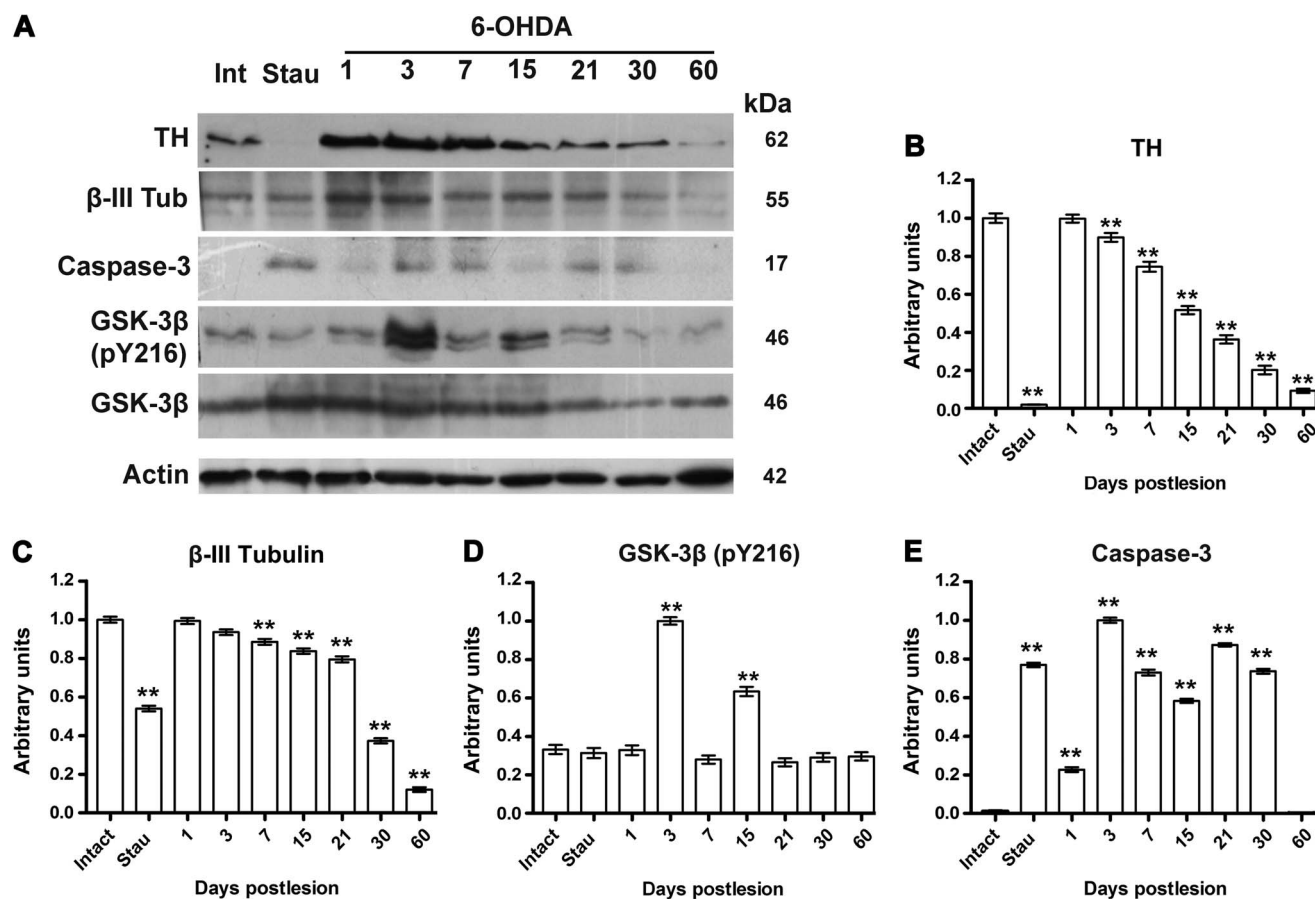 A
6-OHDA
Int Stau 1 3 7 15 21 30 60
kDa
TH 62
β-III Tub 55
Caspase-3 17
GSK-3β
(pY216) 46
GSK-3β 46
Actin 42
B
TH
Arbitrary units
1.2
1.0
0.8
0.6
0.4
0.2
0.0
** ** ** ** ** ** **
Intact Stau 1 3 7 15 21 30 60
Days postlesion
C
β-III Tubulin
Arbitrary units
1.2
1.0
0.8
0.6
0.4
0.2
0.0
** ** ** ** ** **
Intact Stau 1 3 7 15 21 30 60
Days postlesion
D
GSK-3β (pY216)
Arbitrary units
1.2
1.0
0.8
0.6
0.4
0.2
0.0
** **
Intact Stau 1 3 7 15 21 30 60
Days postlesion
E
Caspase-3
Arbitrary units
1.2
1.0
0.8
0.6
0.4
0.2
0.0
** ** ** ** ** ** **
Intact Stau 1 3 7 15 21 30 60
Days postlesion